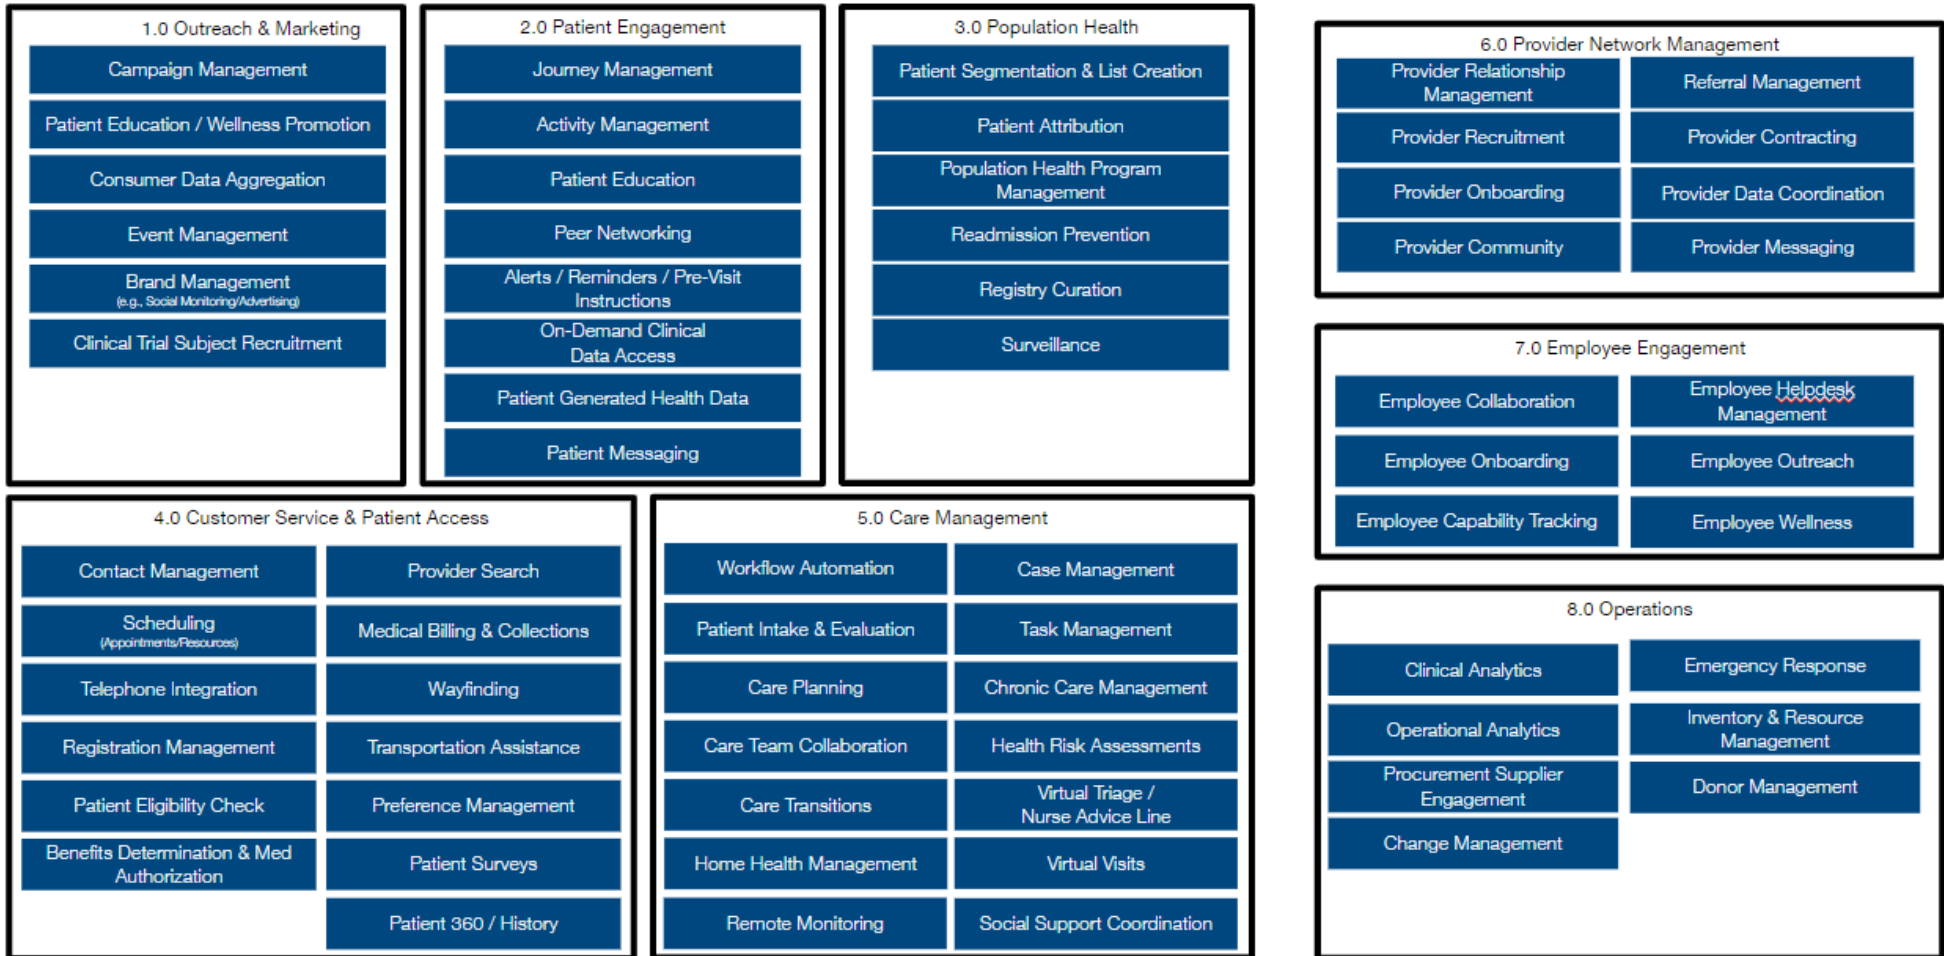 1.0 Outreach & Marketing
Campaign Management
Patient Education / Wellness Promotion
Consumer Data Aggregation
Event Management
Brand Management
(e.g., Social Monitoring/Advertising)
Clinical Trial Subject Recruitment
2.0 Patient Engagement
Journey Management
Activity Management
Patient Education
Peer Networking
Alerts / Reminders / Pre-Visit
Instructions
On-Demand Clinical
Data Access
Patient Generated Health Data
Patient Messaging
3.0 Population Health
Patient Segmentation & List Creation
Patient Attribution
Population Health Program
Management
Readmission Prevention
Registry Curation
Surveillance
4.0 Customer Service & Patient Access
Contact Management
Scheduling
(Appointments/Resources)
Telephone Integration
Registration Management
Patient Eligibility Check
Benefits Determination & Med
Authorization
Provider Search
Medical Billing & Collections
Wayfinding
Transportation Assistance
Preference Management
Patient Surveys
Patient 360 / History
5.0 Care Management
Workflow Automation
Patient Intake & Evaluation
Care Planning
Care Team Collaboration
Care Transitions
Home Health Management
Remote Monitoring
Case Management
Task Management
Chronic Care Management
Health Risk Assessments
Virtual Triage /
Nurse Advice Line
Virtual Visits
Social Support Coordination
6.0 Provider Network Management
Provider Relationship
Management
Provider Recruitment
Provider Onboarding
Provider Community
Referral Management
Provider Contracting
Provider Data Coordination
Provider Messaging
7.0 Employee Engagement
Employee Collaboration
Employee Onboarding
Employee Capability Tracking
Employee Helpdesk
Management
Employee Outreach
Employee Wellness
8.0 Operations
Clinical Analytics
Operational Analytics
Procurement Supplier
Engagement
Change Management
Emergency Response
Inventory & Resource
Management
Donor Management